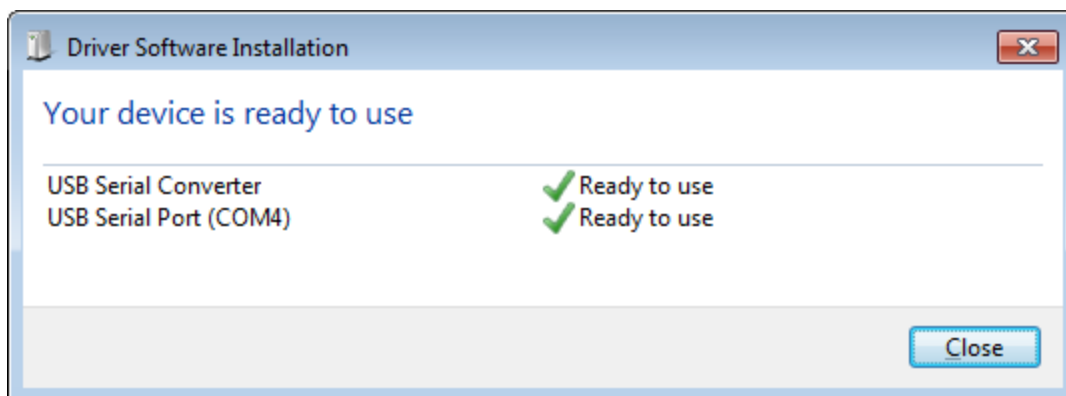 Driver Software Installation
Your device is ready to use
USB Serial Converter Ready to use
USB Serial Port (COM4) Ready to use
Close